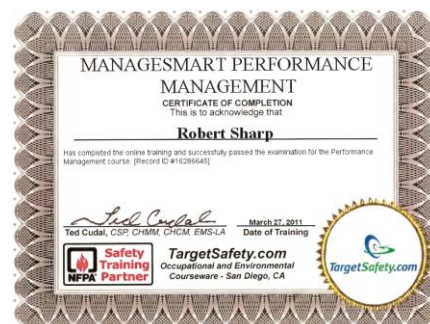 MANAGESMART PERFORMANCE
MANAGEMENT
CERTIFICATE OF COMPLETION
This is to acknowledge that
Robert Sharp
Has completed the online training and successfully passed the examination for the Performance
Management course. [Record ID #16286645]
Ted Cudal
March 27, 2011
Ted Cudal, CSP, CHMM, CHCM, EMS-LA
Date of Training
Safety
Training
NFPA Partner
TargetSafety.com
Occupational and Environmental
Courseware - San Diego, CA
TargetSafety.com